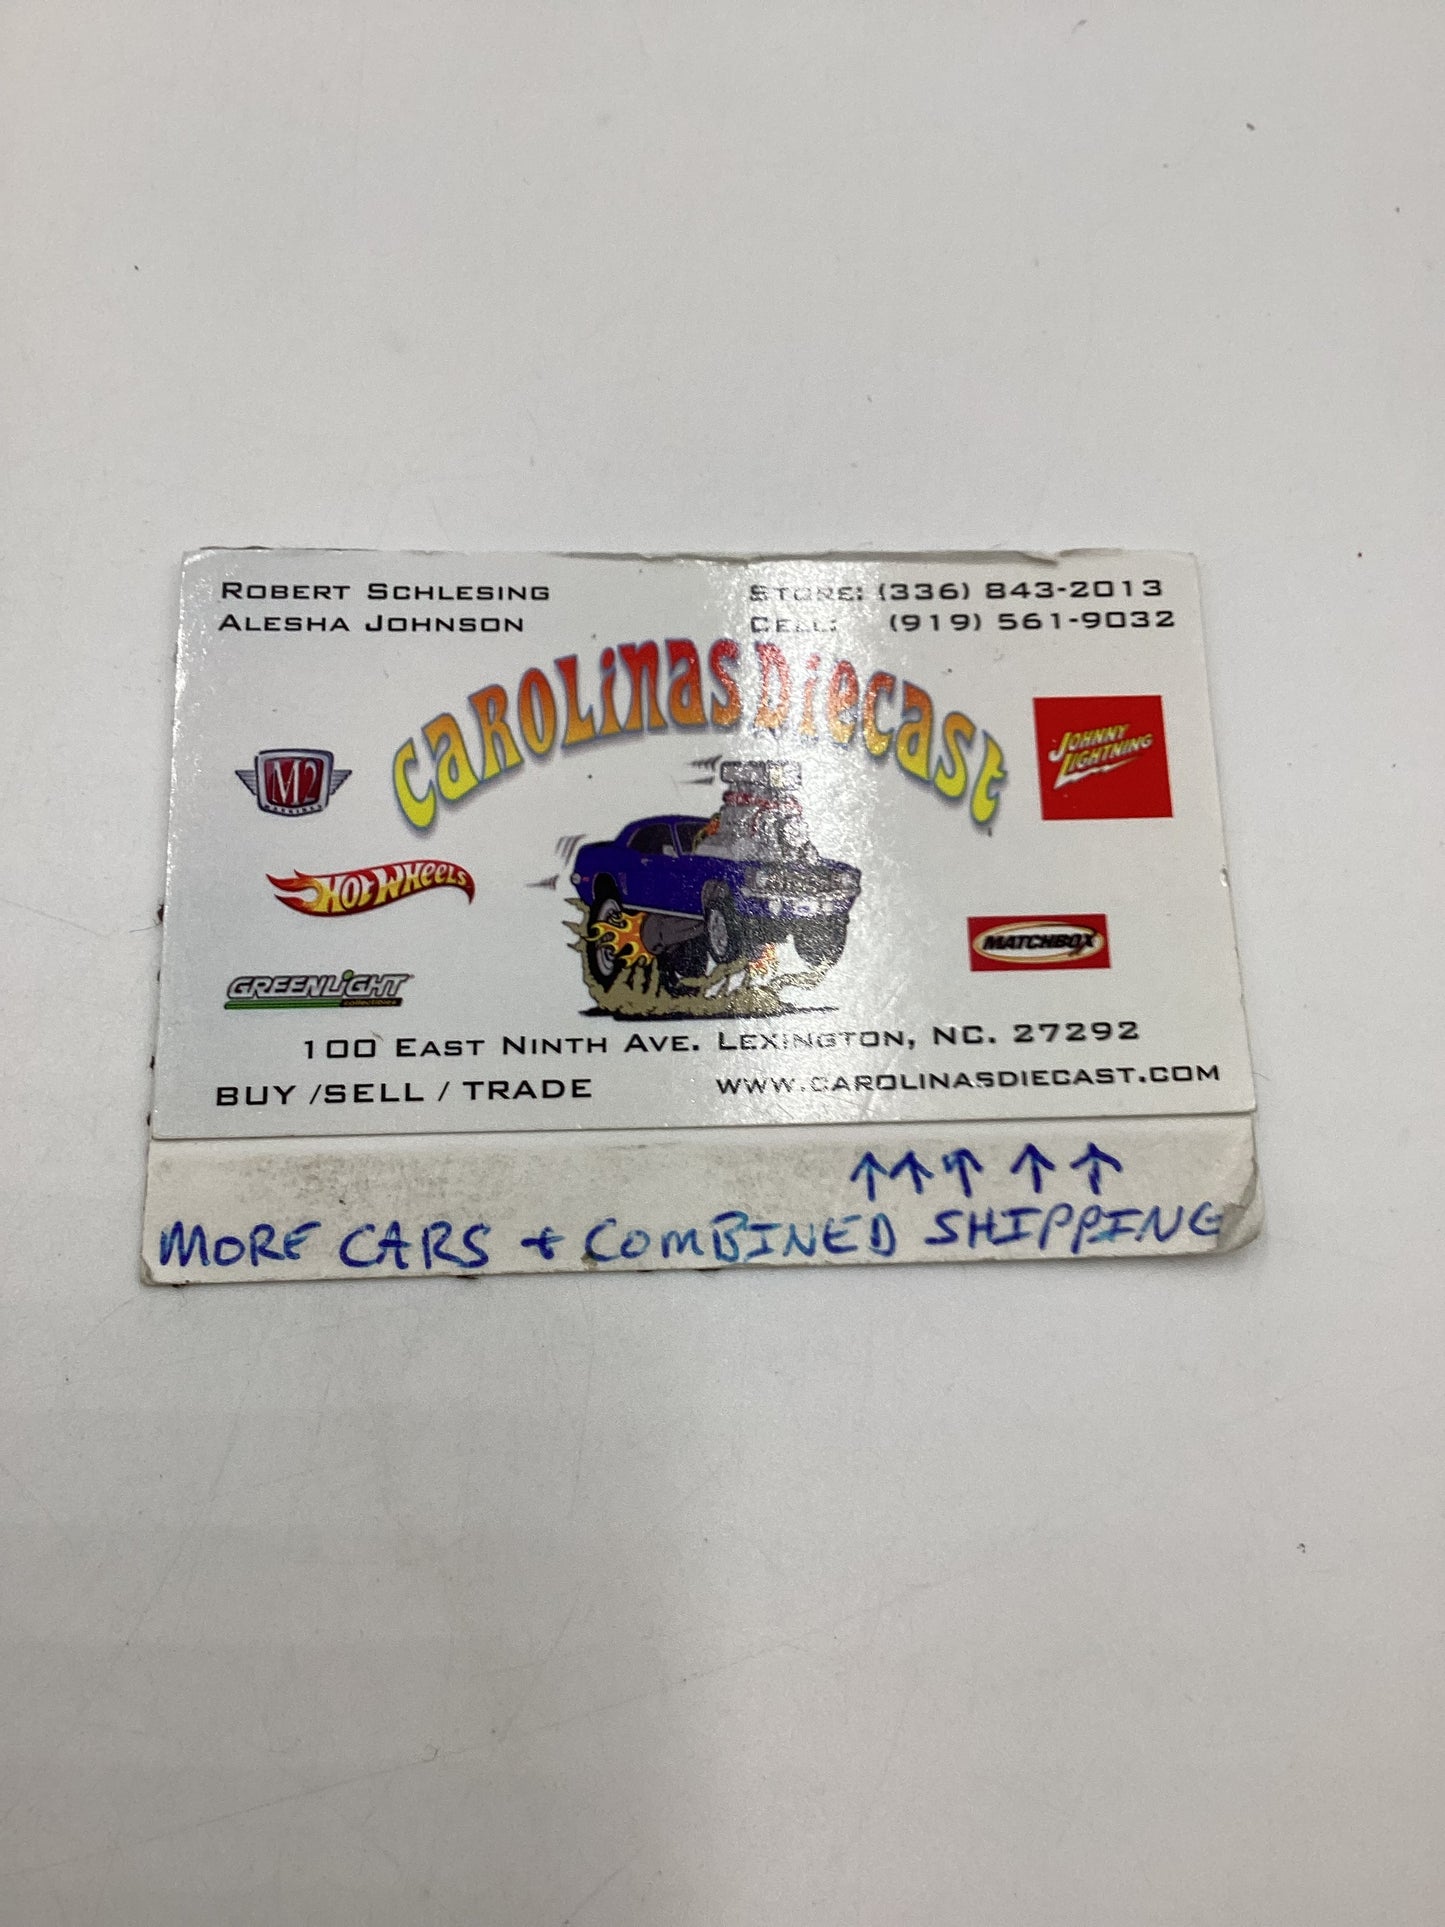 ROBERT SCHLESING
ALESHA JOHNSON
STORE: (336) 843-2013
CELL: (919) 561-9032
CAROLINAS DIECAST
M2
MACHINES
JOHNNY
LIGHTNING
HOT WHEELS
MATCHBOX
GREENLIGHT
collectibles
100 EAST NINTH AVE. LEXINGTON, NC. 27292
BUY /SELL / TRADE
WWW.CAROLINASDIECAST.COM
↑↑↑↑↑
MORE CARS + COMBINED SHIPPING